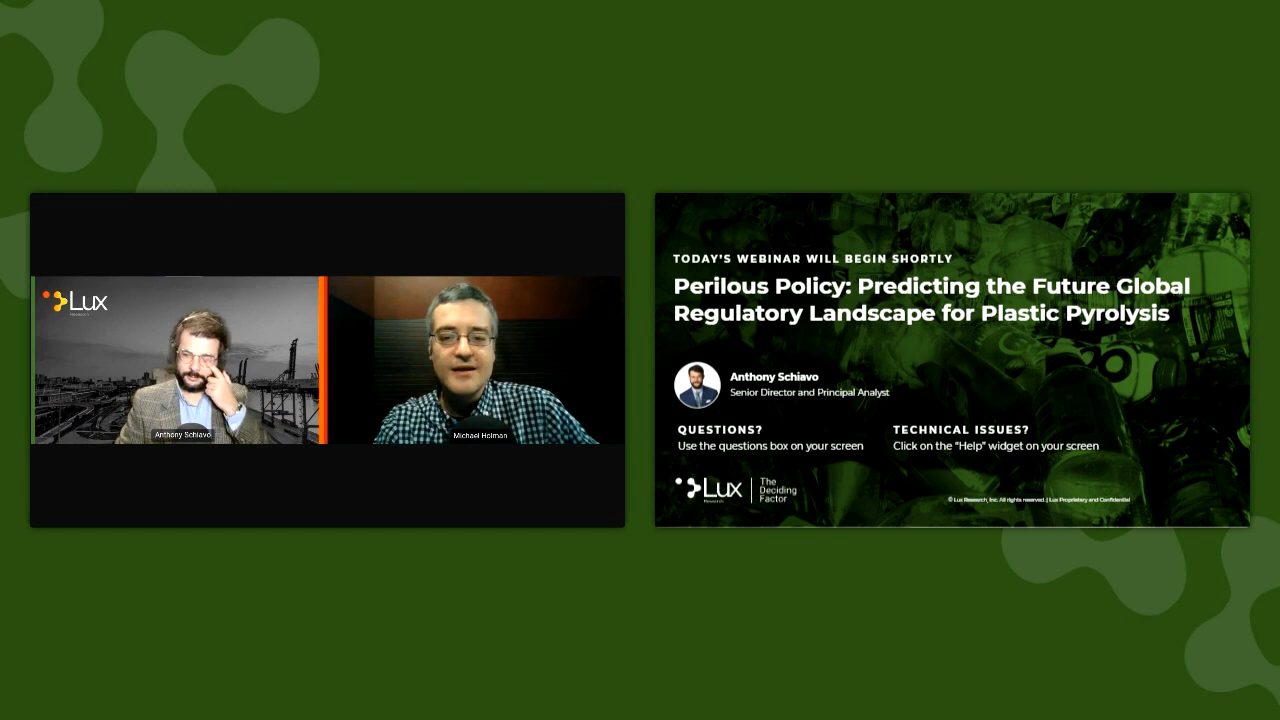 Lux
Research
Anthony Schiavo
Michael Holman
TODAY'S WEBINAR WILL BEGIN SHORTLY
Perilous Policy: Predicting the Future Global
Regulatory Landscape for Plastic Pyrolysis
Anthony Schiavo
Senior Director and Principal Analyst
QUESTIONS?
Use the questions box on your screen
TECHNICAL ISSUES?
Click on the “Help” widget on your screen
Lux
Research
The
Deciding
Factor
© Lux Research, Inc. All rights reserved. | Lux Proprietary and Confidential